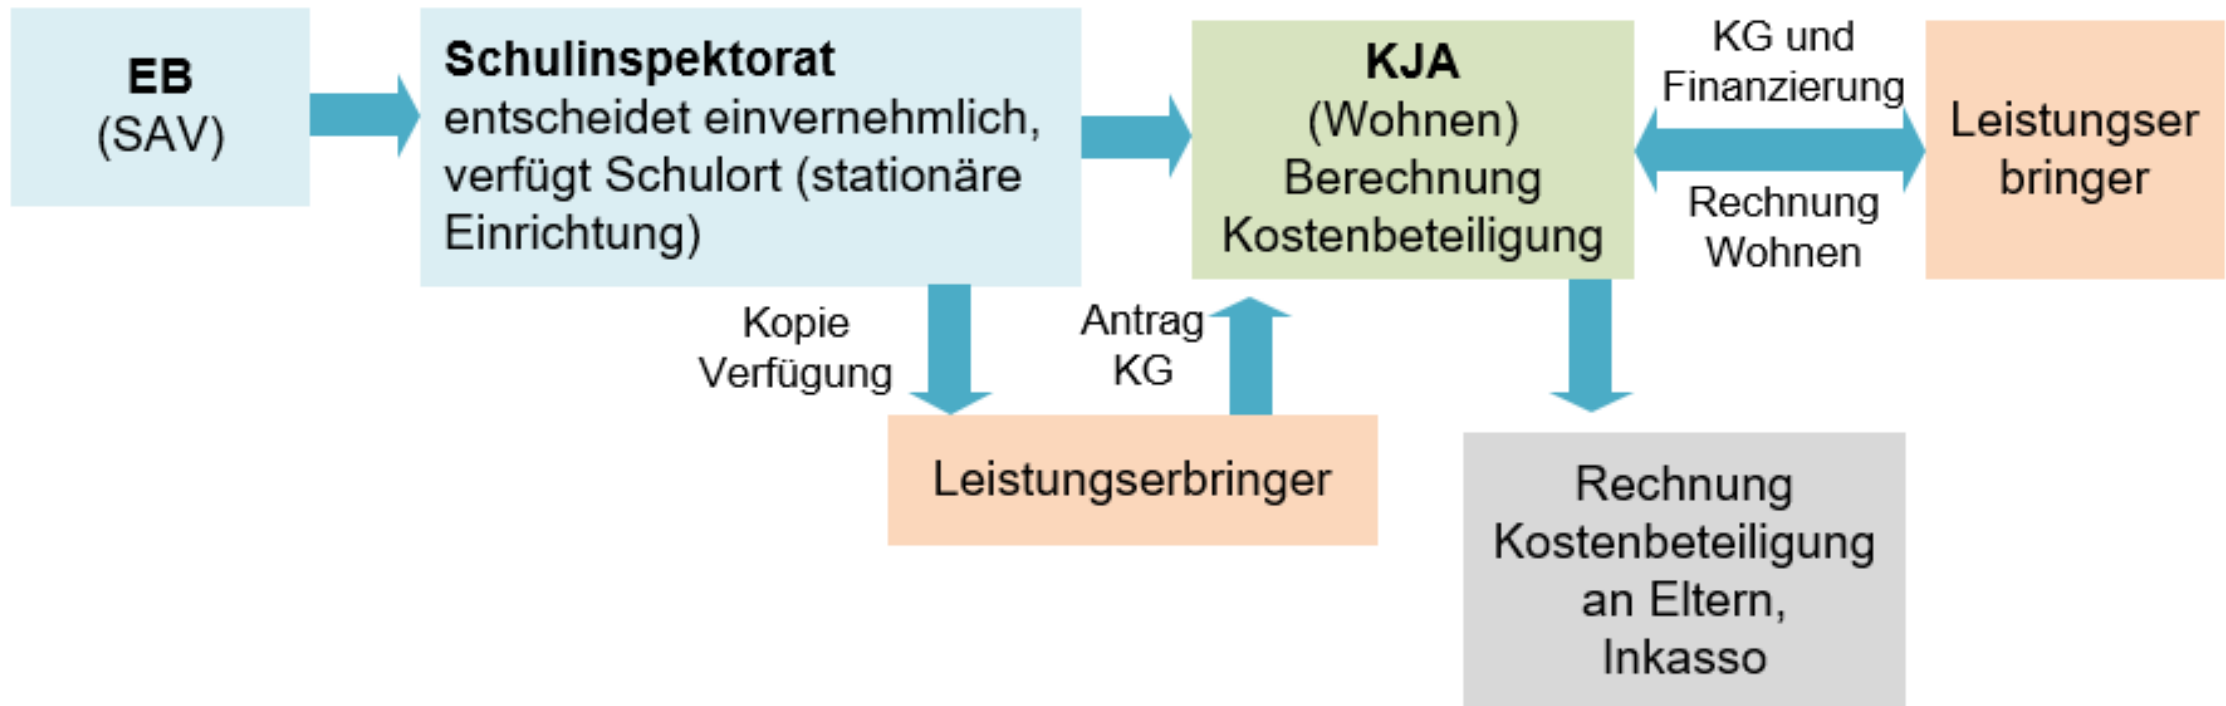 EB
(SAV)
Schulinspektorat
entscheidet einvernehmlich,
verfügt Schulort (stationäre
Einrichtung)
KJA
(Wohnen)
Berechnung
Kostenbeteiligung
KG und
Finanzierung
Rechnung
Wohnen
Leistungser
bringer
Kopie
Verfügung
Antrag
KG
Leistungserbringer
Rechnung
Kostenbeteiligung
an Eltern,
Inkasso